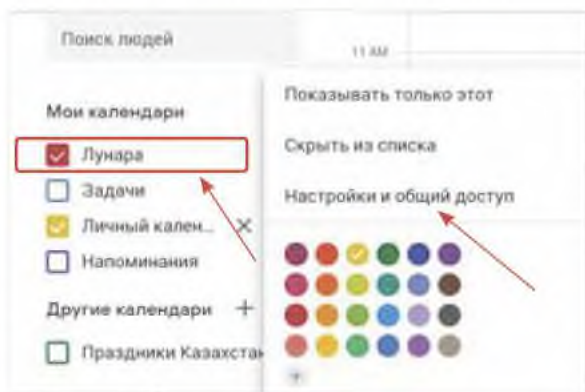 Поиск людей
11 AM
Мои календари
Лунара
Задачи
Личный кален...
Напоминания
Другие календари
Праздники Казахстан
Показывать только этот
Скрыть из списка
Настройки и общий доступ